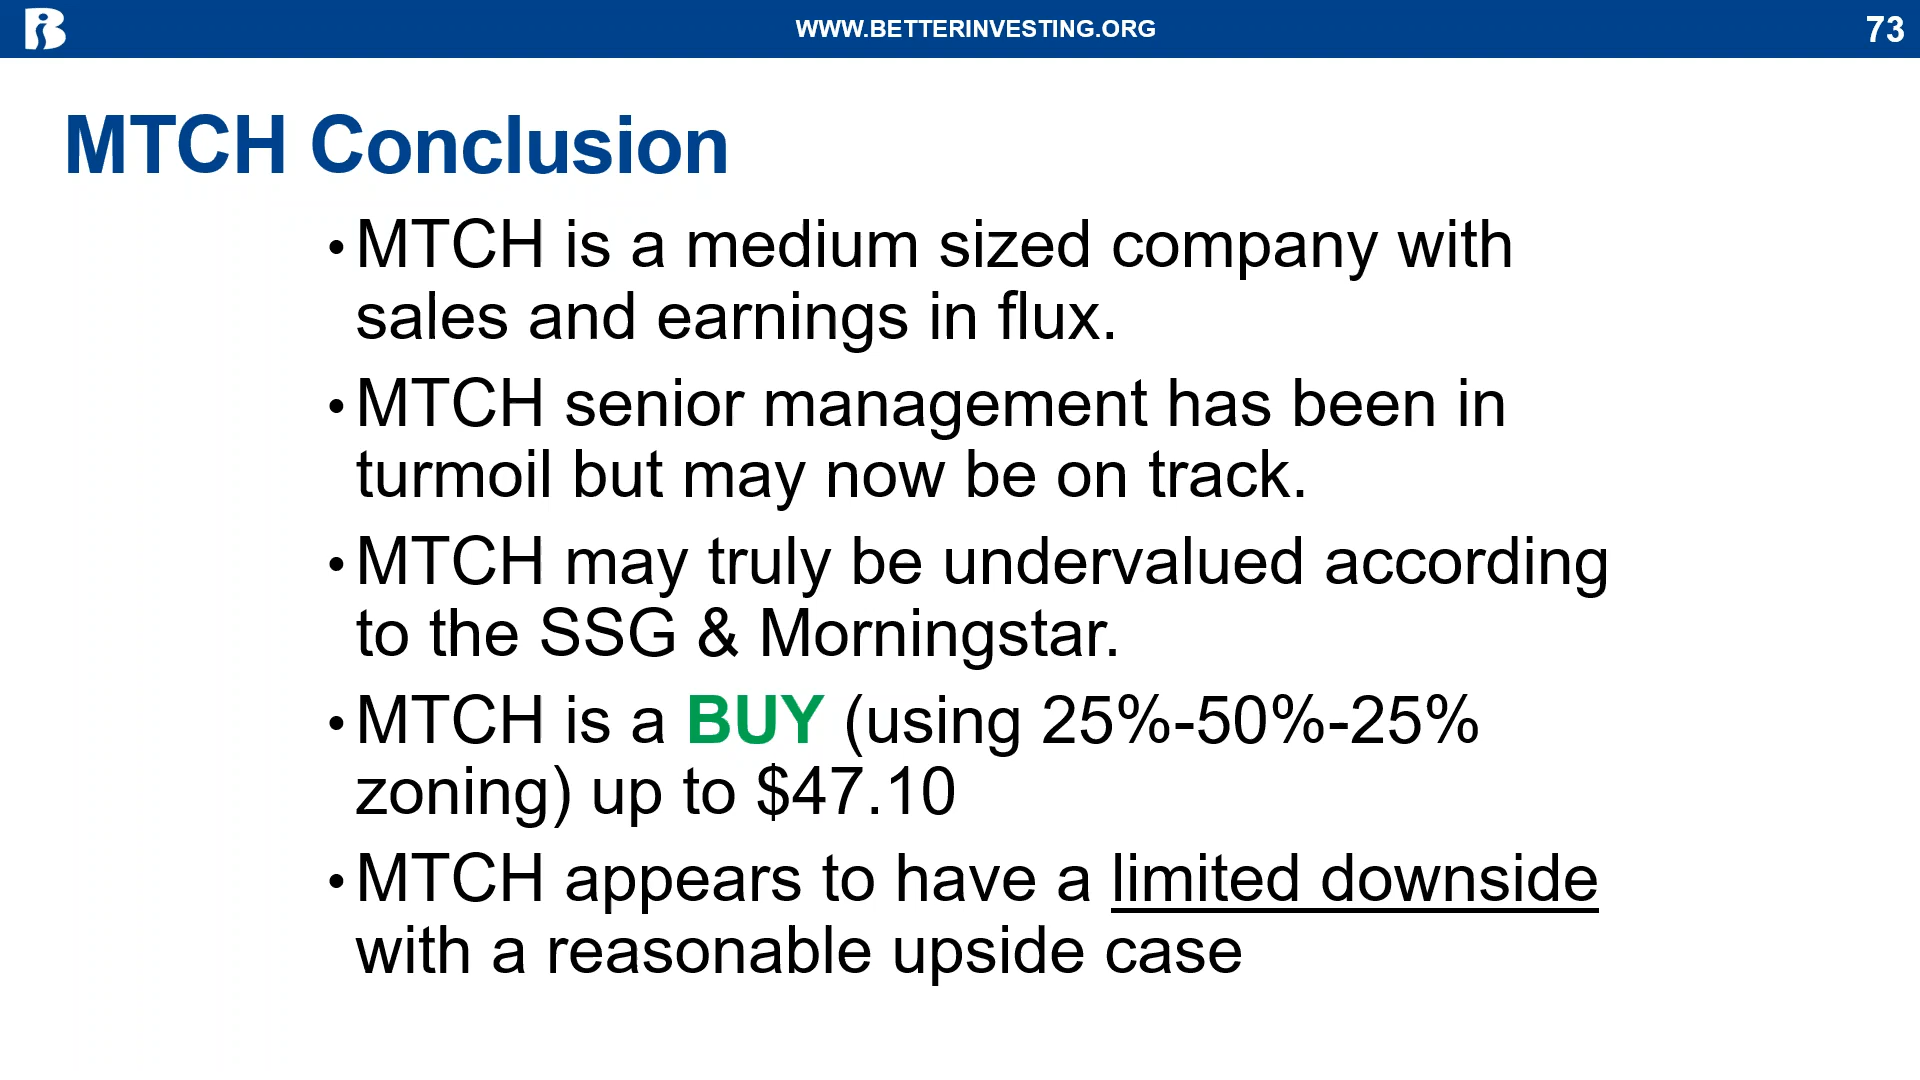 WWW.BETTERINVESTING.ORG
73
MTCH Conclusion
• MTCH is a medium sized company with
sales and earnings in flux.
• MTCH senior management has been in
turmoil but may now be on track.
• MTCH may truly be undervalued according
to the SSG & Morningstar.
• MTCH is a BUY (using 25%-50%-25%
zoning) up to $47.10
• MTCH appears to have a limited downside
with a reasonable upside case